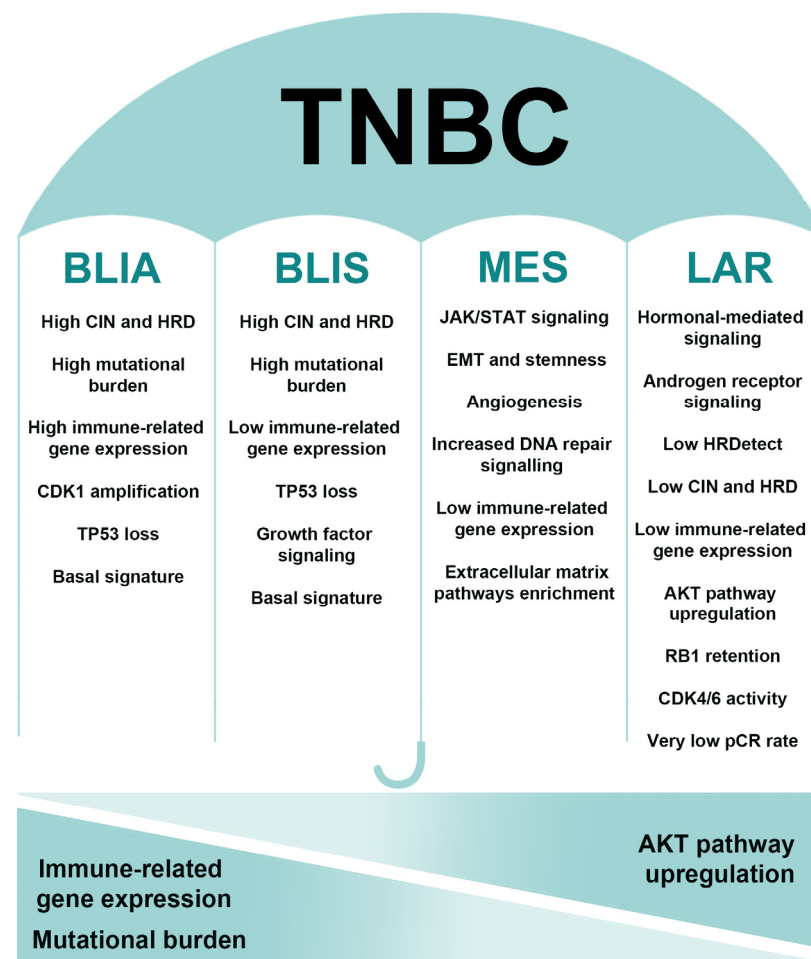 TNBC
BLIA
High CIN and HRD
High mutational
burden
High immune-related
gene expression
CDK1 amplification
TP53 loss
Basal signature
BLIS
High CIN and HRD
High mutational
burden
Low immune-related
gene expression
TP53 loss
Growth factor
signaling
Basal signature
MES
JAK/STAT signaling
EMT and stemness
Angiogenesis
Increased DNA repair
signalling
Low immune-related
gene expression
Extracellular matrix
pathways enrichment
LAR
Hormonal-mediated
signaling
Androgen receptor
signaling
Low HRDetect
Low CIN and HRD
Low immune-related
gene expression
AKT pathway
upregulation
RB1 retention
CDK4/6 activity
Very low pCR rate
Immune-related
gene expression
Mutational burden
AKT pathway
upregulation